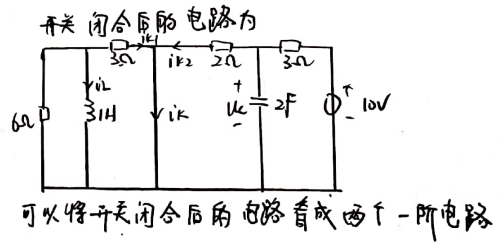 开关闭合后的电路为
3Ω ik1 ik2 2Ω 3Ω
6Ω iL 1H ik + uc - 2F + - 10V
可以将开关闭合后的电路看成两个一阶电路